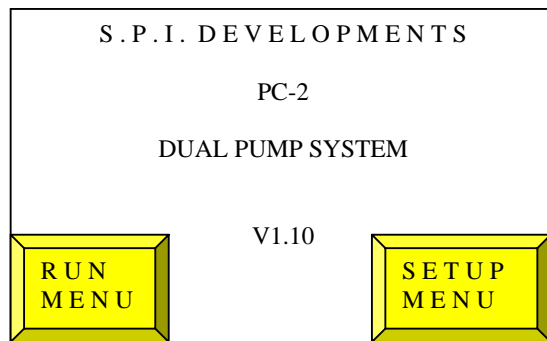 S.P.I. DEVELOPMENTS
PC-2
DUAL PUMP SYSTEM
V1.10
RUN
MENU
SETUP
MENU